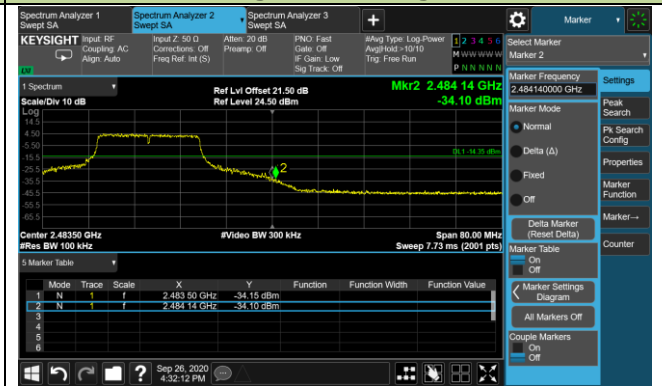 Spectrum Analyzer 1
Swept SA
Spectrum Analyzer 2
Swept SA
Spectrum Analyzer 3
Swept SA
+
Marker
KEYSIGHT
Input: RF
Coupling: AC
Align: Auto
Input Z: 50 Ω
Corrections: Off
Freq Ref: Int (S)
Atten: 20 dB
Preamp: Off
PNO: Fast
Gate: Off
IF Gain: Low
Sig Track: Off
#Avg Type: Log-Power
Avg|Hold:>10/10
Trig: Free Run
1 2 3 4 5 6
M W W W W W
P N N N N N
LXI
Select Marker
Marker 2
1 Spectrum
Scale/Div 10 dB
Ref Lvl Offset 21.50 dB
Ref Level 24.50 dBm
Mkr2 2.484 14 GHz
-34.10 dBm
Log
14.5
4.50
-5.50
-15.5
-25.5
-35.5
-45.5
-55.5
-65.5
DL1 -14.35 dBm
2
Center 2.48350 GHz
#Res BW 100 kHz
#Video BW 300 kHz
Span 80.00 MHz
Sweep 7.73 ms (2001 pts)
5 Marker Table
Mode Trace Scale X Y Function Function Width Function Value
1 N 1 f 2.483 50 GHz -34.15 dBm
2 N 1 f 2.484 14 GHz -34.10 dBm
3
4
5
6
Marker Frequency
2.484140000 GHz
Marker Mode
Normal
Delta (Δ)
Fixed
Off
Delta Marker
(Reset Delta)
Marker Table
On
Off
Marker Settings
Diagram
All Markers Off
Couple Markers
On
Off
Settings
Peak
Search
Pk Search
Config
Properties
Marker
Function
Marker→
Counter
?
Sep 26, 2020
4:32:12 PM